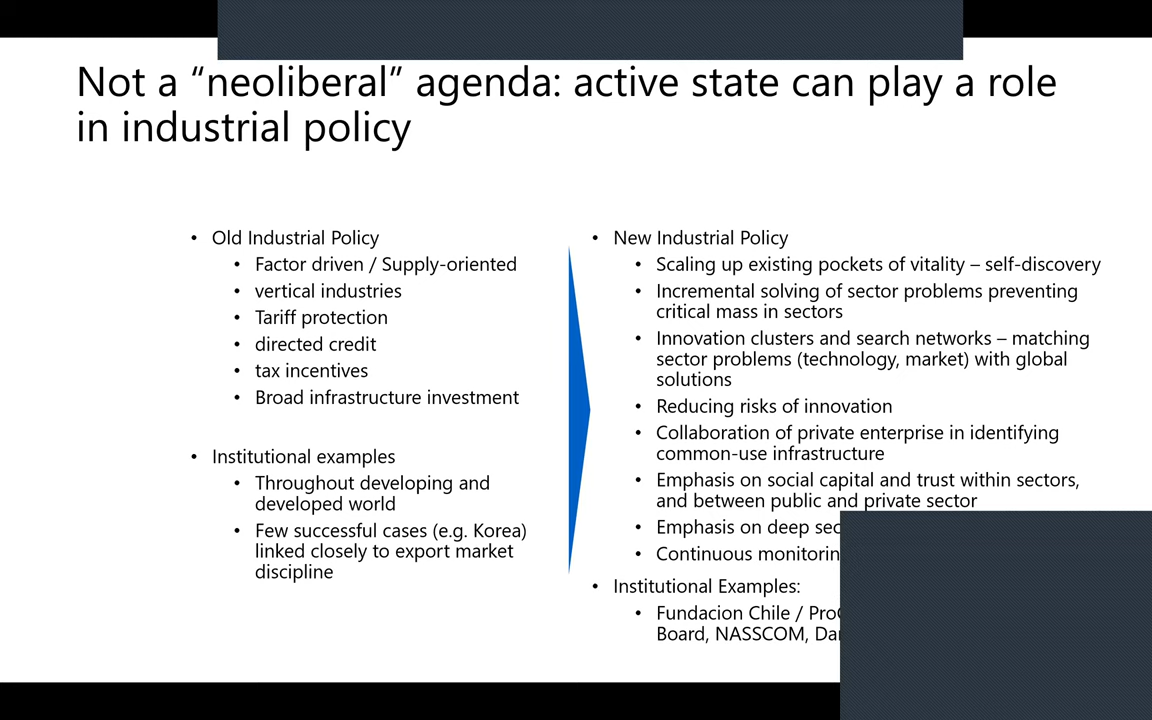 Not a “neoliberal” agenda: active state can play a role
in industrial policy
• Old Industrial Policy
• Factor driven / Supply-oriented
• vertical industries
• Tariff protection
• directed credit
• tax incentives
• Broad infrastructure investment
• Institutional examples
• Throughout developing and
developed world
• Few successful cases (e.g. Korea)
linked closely to export market
discipline
• New Industrial Policy
• Scaling up existing pockets of vitality – self-discovery
• Incremental solving of sector problems preventing
critical mass in sectors
• Innovation clusters and search networks – matching
sector problems (technology, market) with global
solutions
• Reducing risks of innovation
• Collaboration of private enterprise in identifying
common-use infrastructure
• Emphasis on social capital and trust within sectors,
and between public and private sector
• Emphasis on deep
• Continuous
• Institutional Examples:
• Fundacion Chile /
Board, NASSCOM,